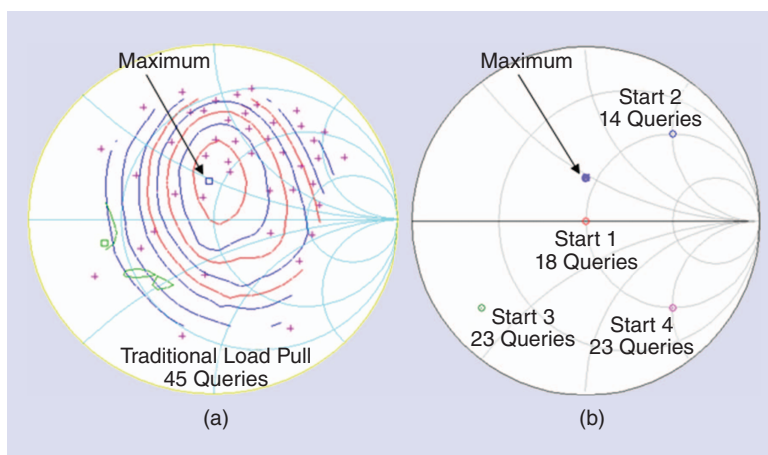 Maximum
Traditional Load Pull
45 Queries
(a)
Maximum
Start 2
14 Queries
Start 1
18 Queries
Start 3
23 Queries
Start 4
23 Queries
(b)